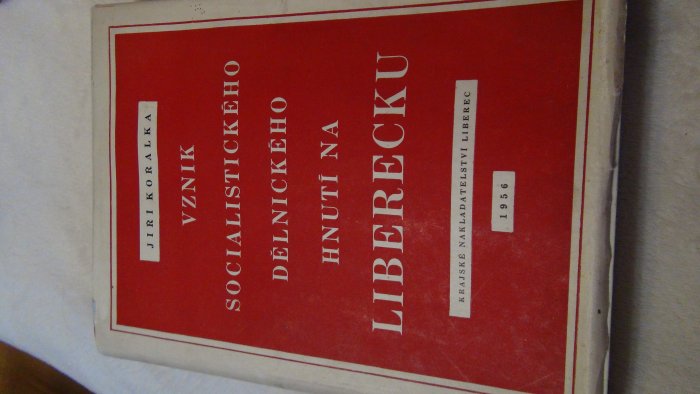 JIŘÍ KOŘALKA
VZNIK
SOCIALISTICKÉHO
DĚLNICKÉHO
HNUTÍ NA
LIBERECKU
KRAJSKÉ NAKLADATELSTVÍ LIBEREC
1956